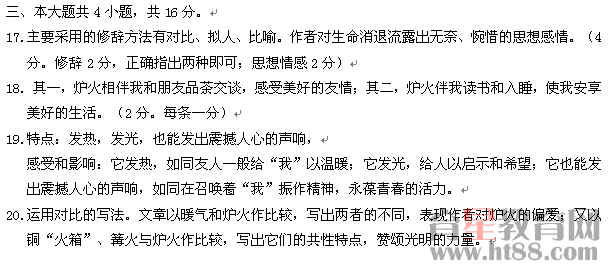 三、本大题共 4 小题，共 16 分。
17. 主要采用的修辞方法有对比、拟人、比喻。作者对生命消退流露出无奈、惋惜的思想感情。（4
分。修辞 2 分，正确指出两种即可；思想情感 2 分）
18. 其一，炉火相伴我和朋友品茶交谈，感受美好的友情；其二，炉火伴我读书和入睡，使我安享
美好的生活。（2 分。每条一分）
19. 特点：发热，发光，也能发出震撼人心的声响，
感受和影响：它发热，如同友人一般给“我”以温暖；它发光，给人以启示和希望；它也能发
出震撼人心的声响，如同在召唤着“我”振作精神，永葆青春的活力。
20. 运用对比的写法。文章以暖气和炉火作比较，写出两者的不同，表现作者对炉火的偏爱；又以
铜“火箱”、篝火与炉火作比较，写出它们的共性特点，赞颂光明的力量。
育星教育网
www.ht88.com